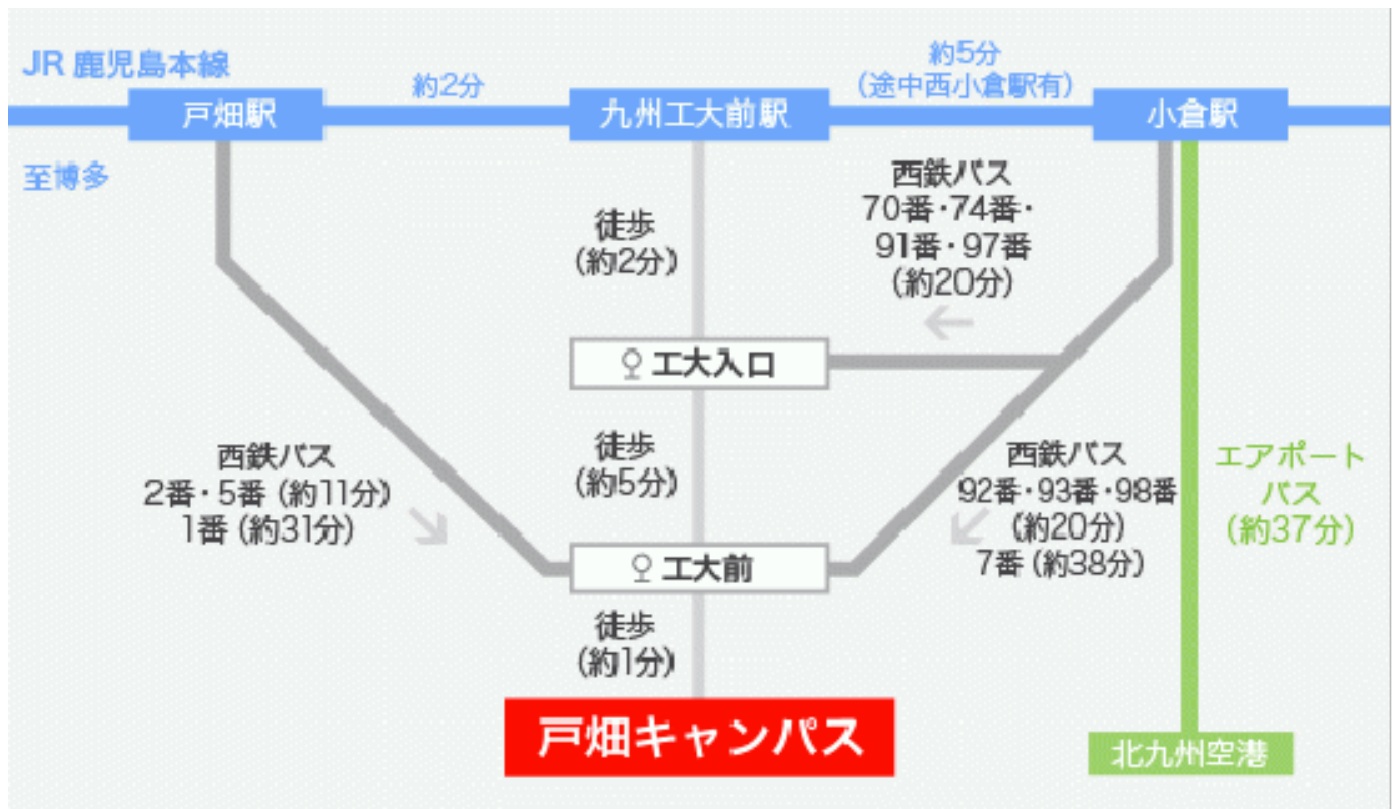 JR 鹿児島本線
約2分
約5分
(途中西小倉駅有)
戸畑駅
九州工大前駅
小倉駅
至博多
徒歩
(約2分)
西鉄バス
70番・74番・
91番・97番
(約20分)
工大入口
西鉄バス
2番・5番 (約11分)
1番 (約31分)
徒歩
(約5分)
西鉄バス
92番・93番・98番
(約20分)
7番 (約38分)
エアポート
バス
(約37分)
工大前
徒歩
(約1分)
戸畑キャンパス
北九州空港